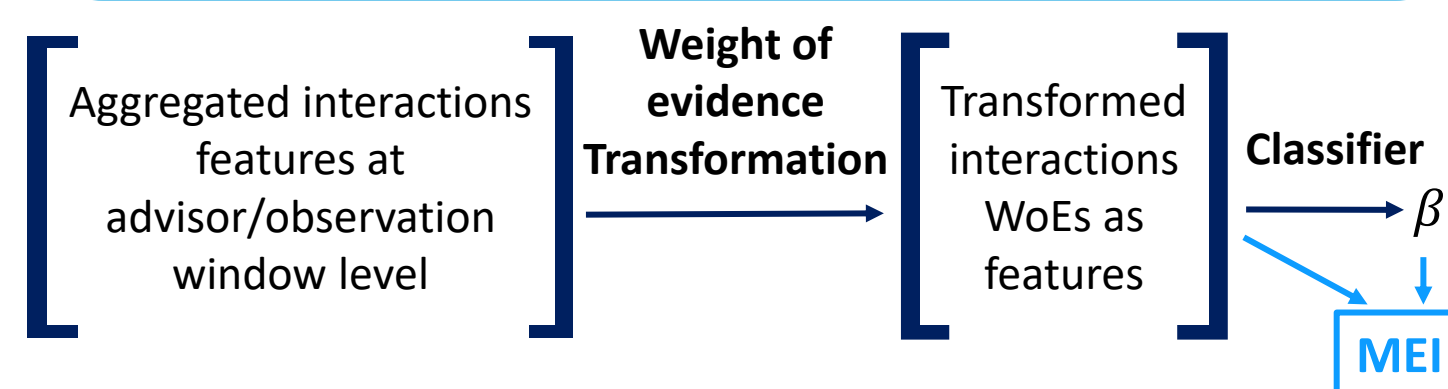 Aggregated interactions
features at
advisor/observation
window level
Weight of
evidence
Transformation
Transformed
interactions
WoEs as
features
Classifier
β
MEI